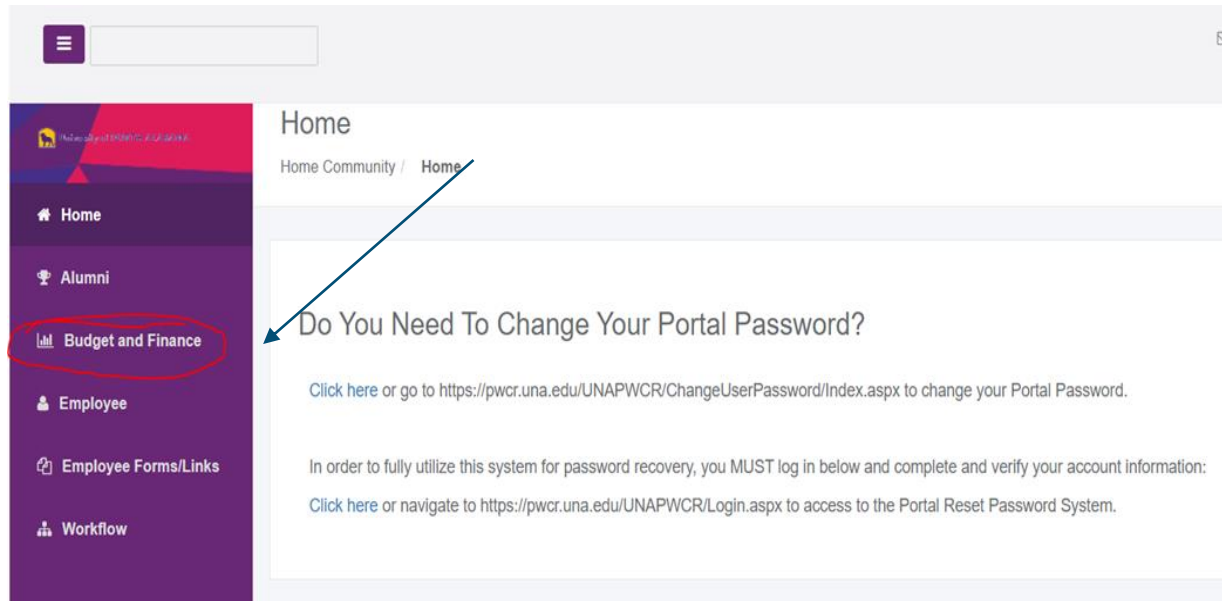 Home
Home Community / Home
Home
Alumni
Budget and Finance
Employee
Employee Forms/Links
Workflow
Do You Need To Change Your Portal Password?
Click here or go to https://pwcr.una.edu/UNAPWCR/ChangeUserPassword/Index.aspx to change your Portal Password.
In order to fully utilize this system for password recovery, you MUST log in below and complete and verify your account information:
Click here or navigate to https://pwcr.una.edu/UNAPWCR/Login.aspx to access to the Portal Reset Password System.